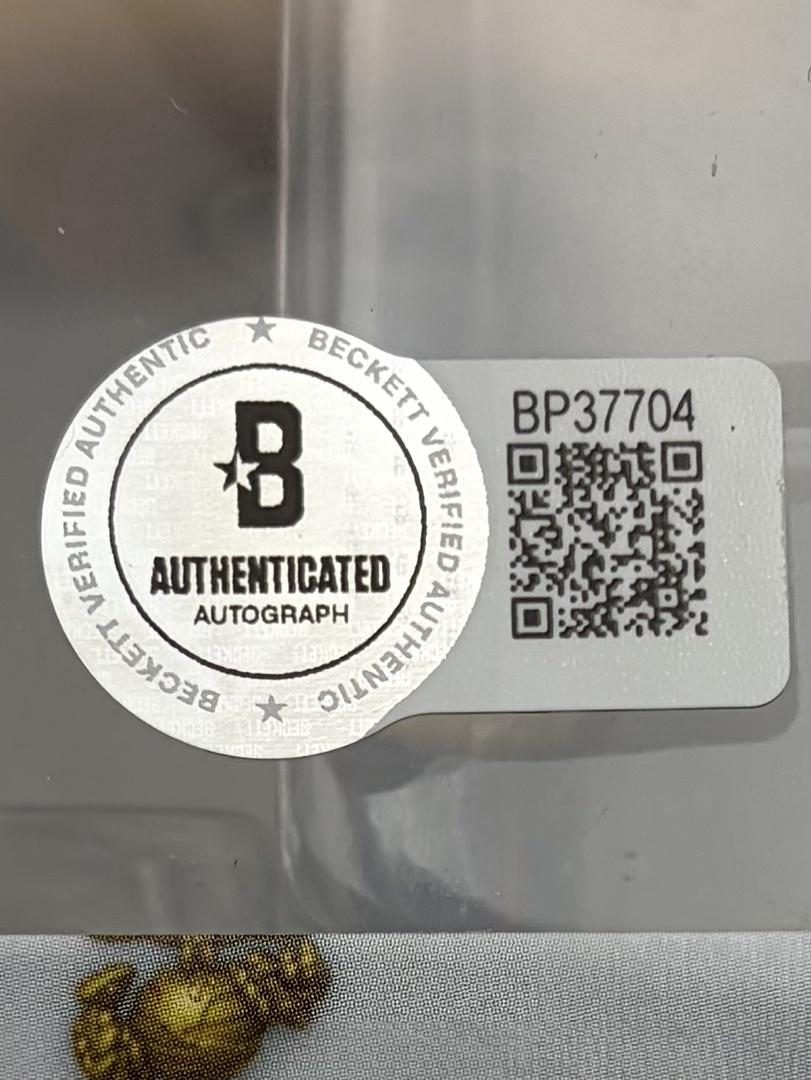 BECKETT VERIFIED AUTHENTIC ★ BECKETT VERIFIED AUTHENTIC ★
B
AUTHENTICATED
AUTOGRAPH
BP37704